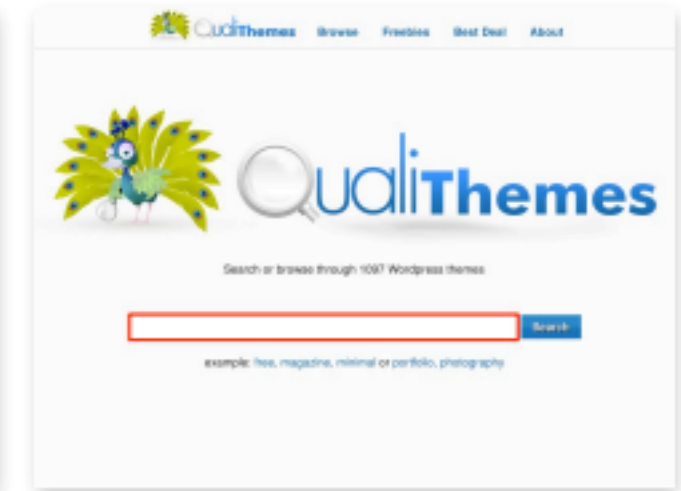 QualiThemes Browse Freebies Best Deal About
QualiThemes
Search or browse through 1097 Wordpress themes
Search
example: free, magazine, minimal or portfolio, photography